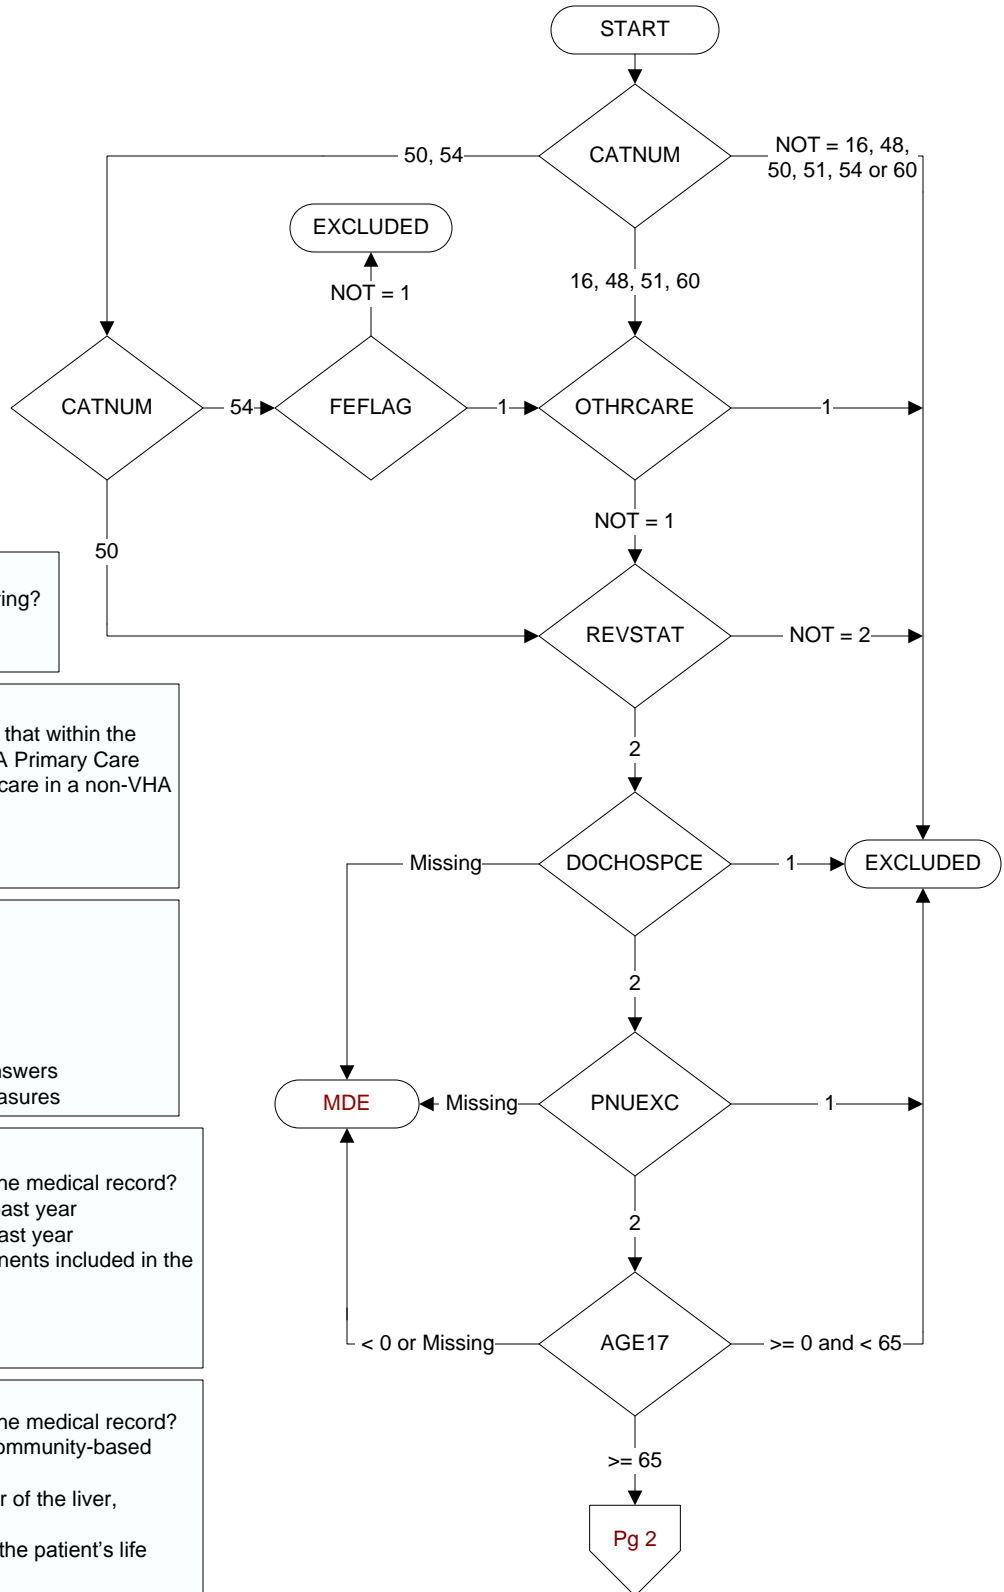 START
CATNUM
50, 54
NOT = 16, 48,
50, 51, 54 or 60
EXCLUDED
NOT = 1
16, 48, 51, 60
CATNUM
54
FEFLAG
1
OTHRCARE
1
NOT = 1
50
REVSTAT
NOT = 2
2
Missing
DOCHOSPCE
1
EXCLUDED
2
MDE
Missing
PNUEXC
1
2
< 0 or Missing
AGE17
>= 0 and < 65
>= 65
Pg 2
ing?
that within the
A Primary Care
care in a non-VHA
nswers
asures
ne medical record?
ast year
ast year
nents included in the
ne medical record?
ommunity-based
r of the liver,
the patient's life